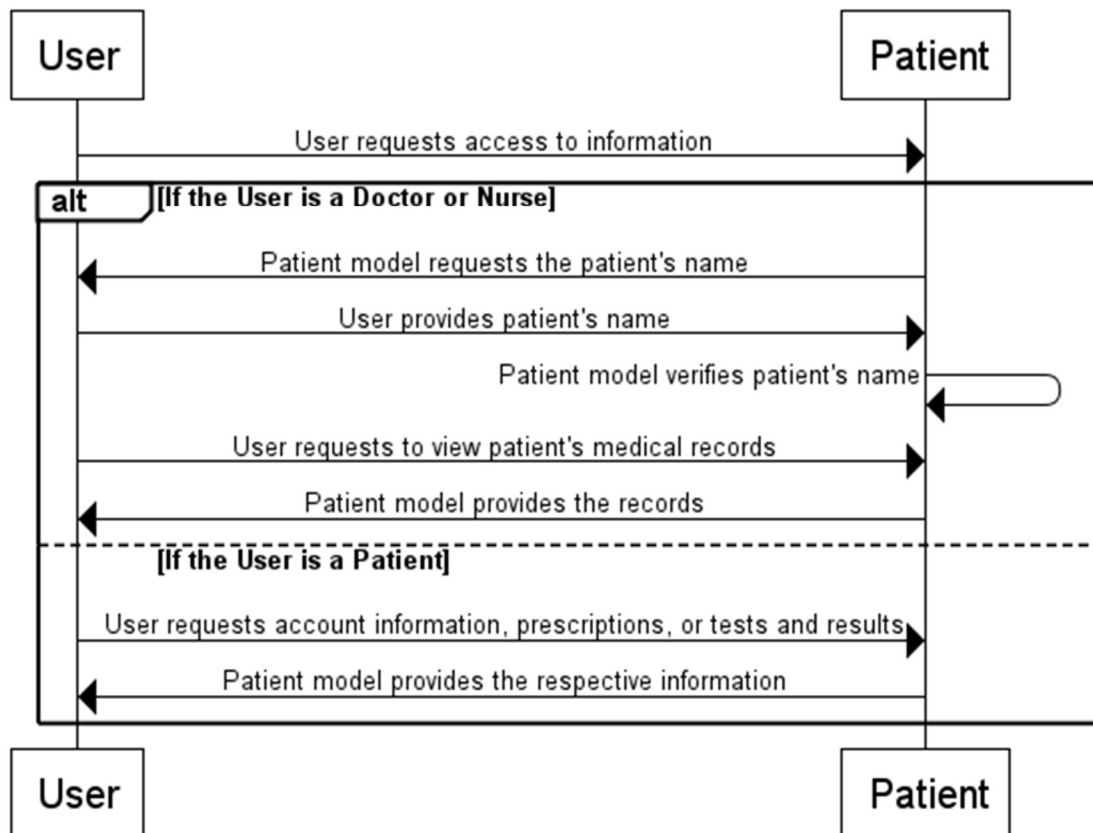 User
Patient
User requests access to information
alt
[If the User is a Doctor or Nurse]
Patient model requests the patient's name
User provides patient's name
Patient model verifies patient's name
User requests to view patient's medical records
Patient model provides the records
[If the User is a Patient]
User requests account information, prescriptions, or tests and results
Patient model provides the respective information
User
Patient